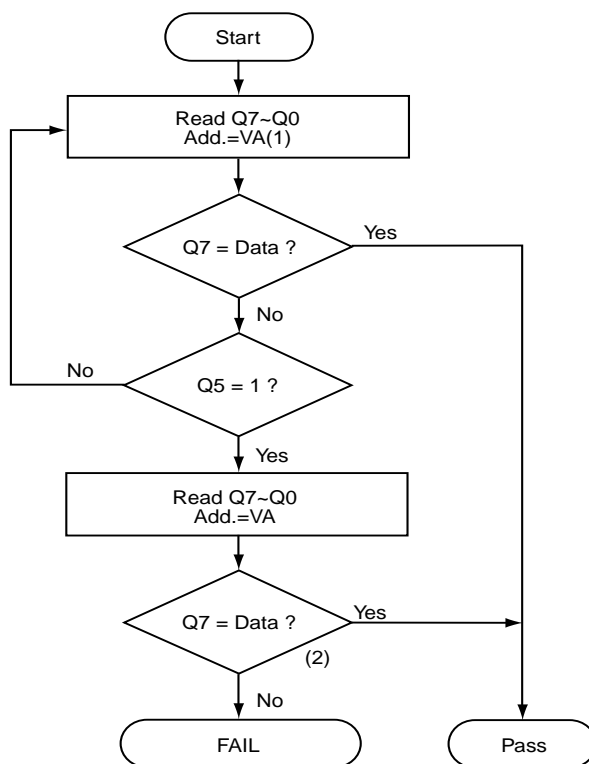 Start
Read Q7~Q0
Add.=VA(1)
Q7 = Data ?
Yes
No
No
Q5 = 1 ?
Yes
Read Q7~Q0
Add.=VA
Q7 = Data ?
Yes
(2)
No
FAIL
Pass